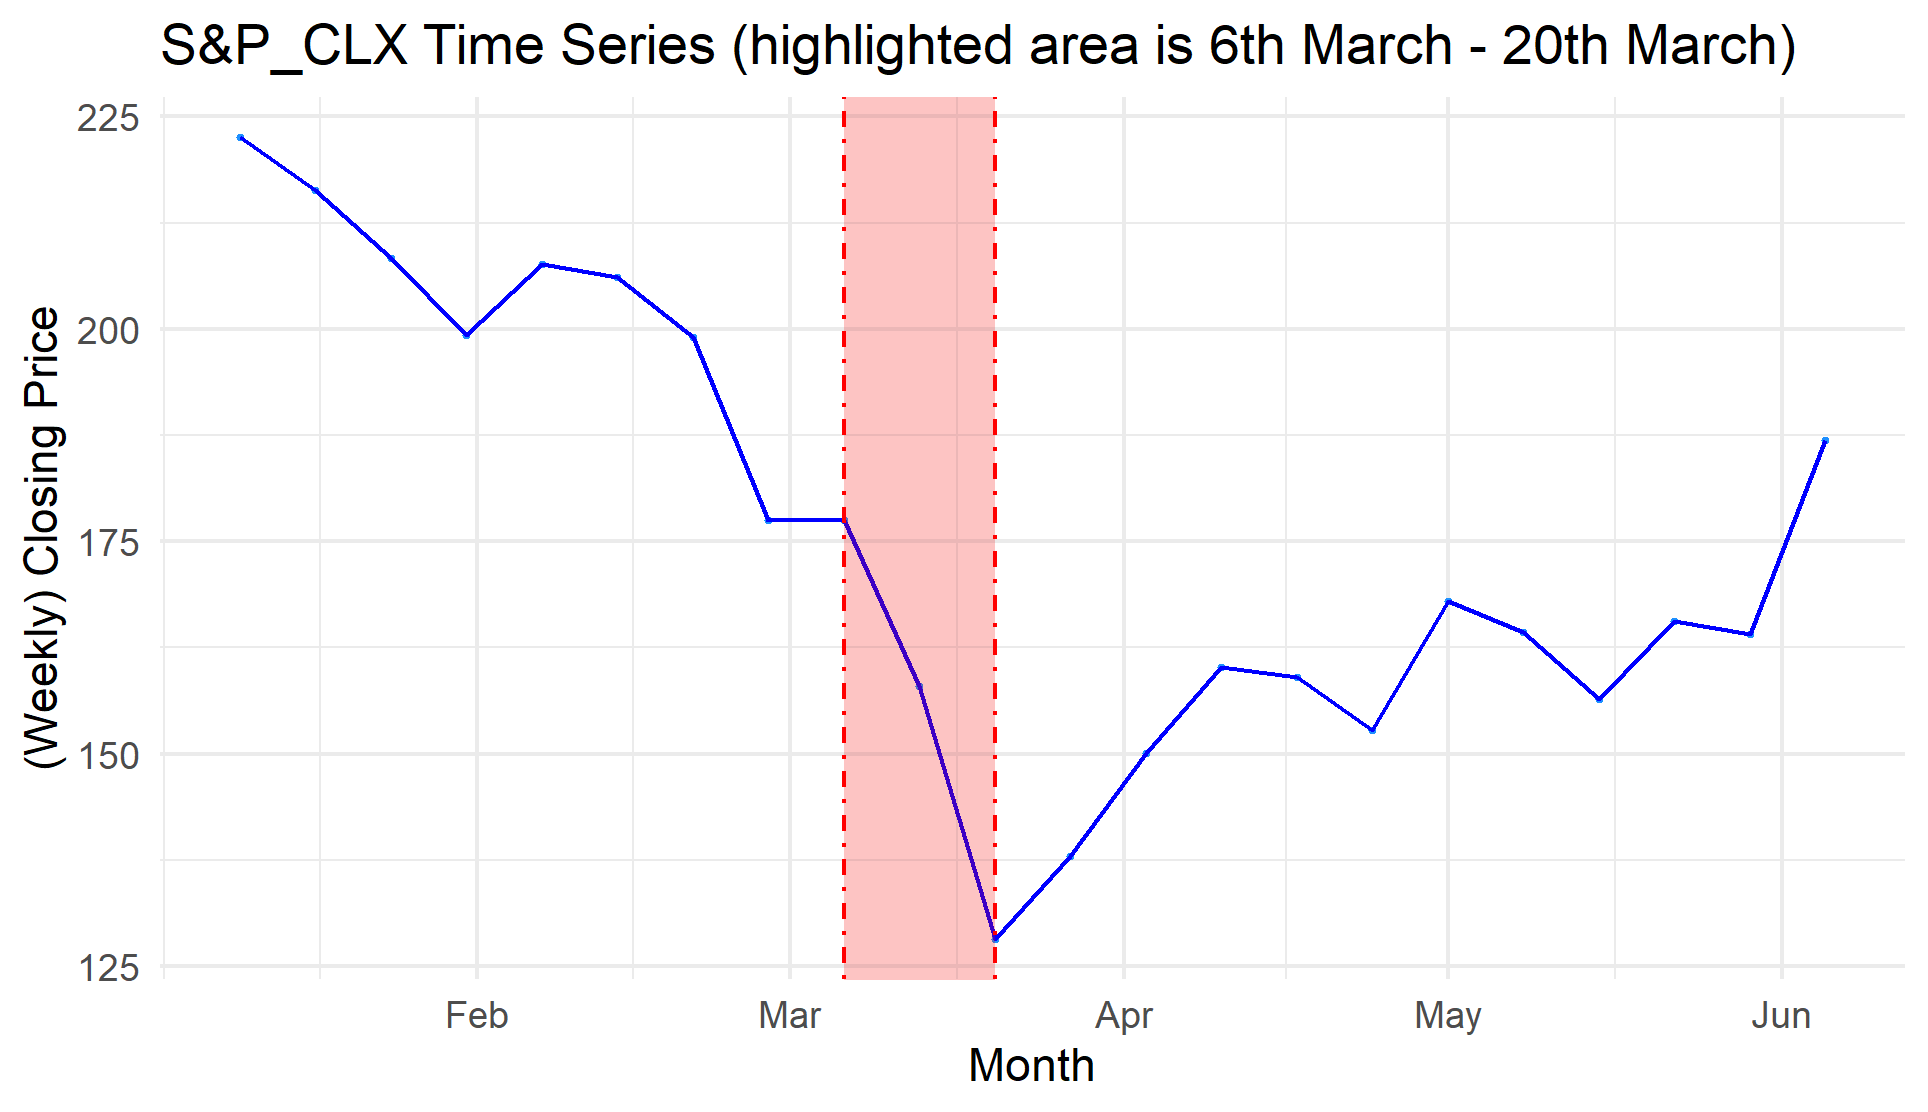 S&P_CLX Time Series (highlighted area is 6th March - 20th March)
(Weekly) Closing Price
225
200
175
150
125
Feb Mar Apr May Jun
Month